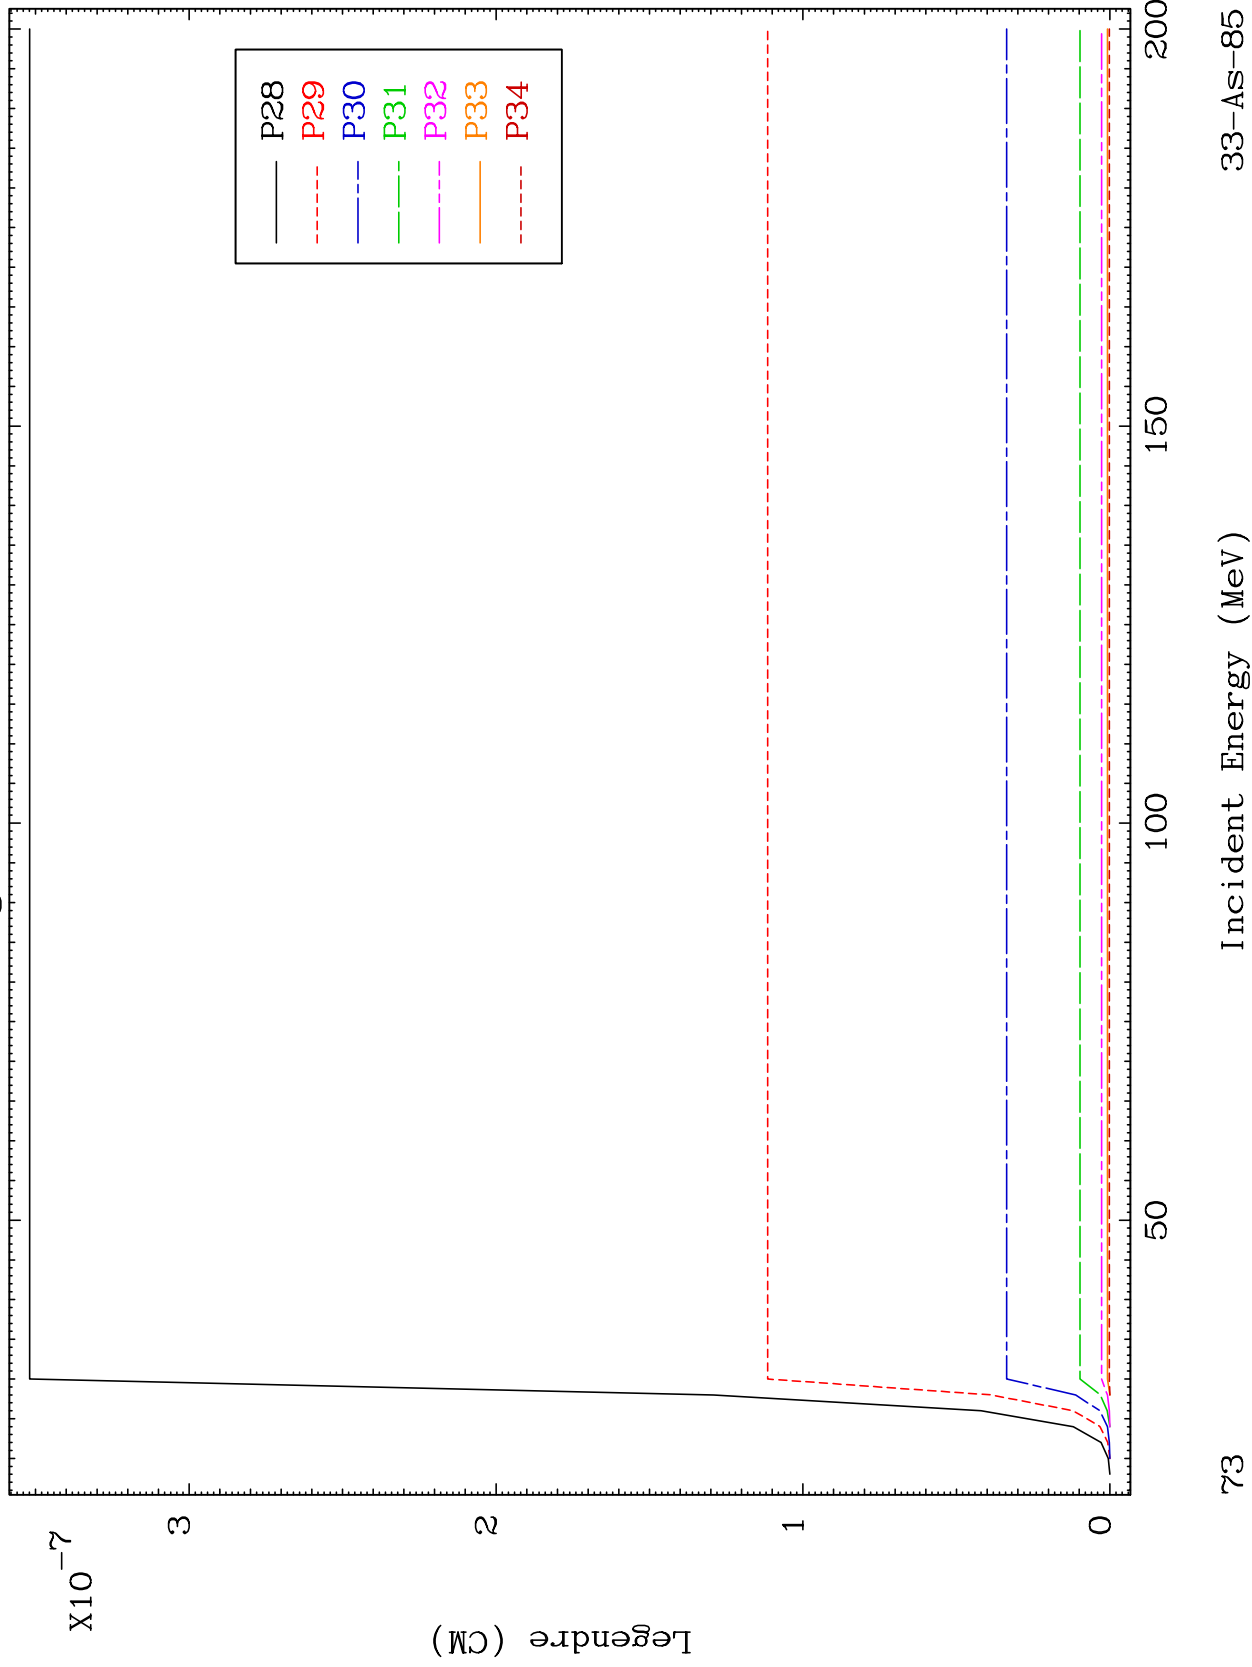 X10-7
3
2
1
0
Legendre (CM)
P28
P29
P30
P31
P32
P33
P34
50
100
150
200
Incident Energy (MeV)
73
33-As-85